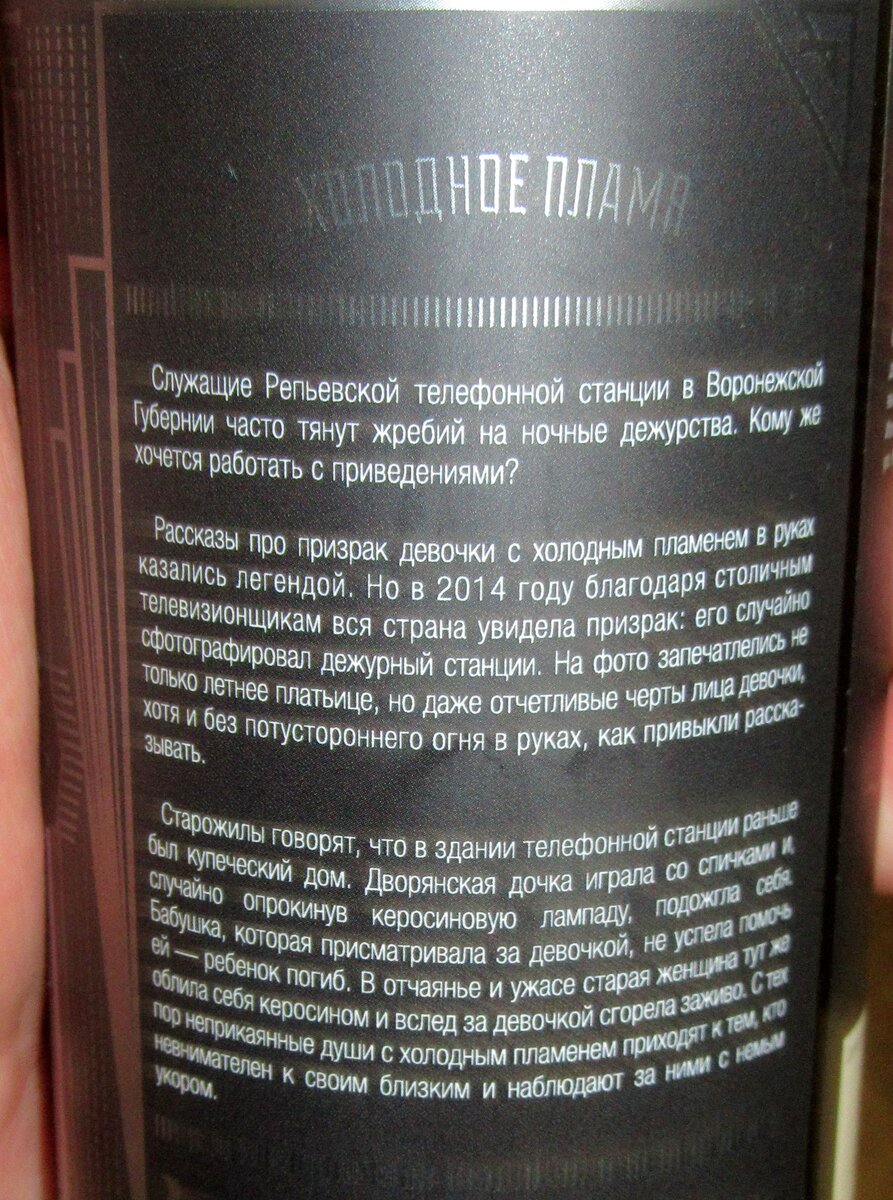 ХОЛОДНОЕ ПЛАМЯ
Служащие Репьевской телефонной станции в Воронежской
Губернии часто тянут жребий на ночные дежурства. Кому же
хочется работать с приведениями?
Рассказы про призрак девочки с холодным пламенем в руках
казались легендой. Но в 2014 году благодаря столичным
телевизионщикам вся страна увидела призрак: его случайно
сфотографировал дежурный станции. На фото запечатлелись не
только летнее платьице, но даже отчетливые черты лица девочки,
хотя и без потустороннего огня в руках, как привыкли расска-
зывать.
Старожилы говорят, что в здании телефонной станции раньше
был купеческий дом. Дворянская дочка играла со спичками и,
случайно опрокинув керосиновую лампаду, подожгла себя.
Бабушка, которая присматривала за девочкой, не успела помочь
ей — ребенок погиб. В отчаянье и ужасе старая женщина тут же
облила себя керосином и вслед за девочкой сгорела заживо. С тех
пор неприкаянные души с холодным пламенем приходят к тем, кто
невнимателен к своим близким и наблюдают за ними с немым
укором.